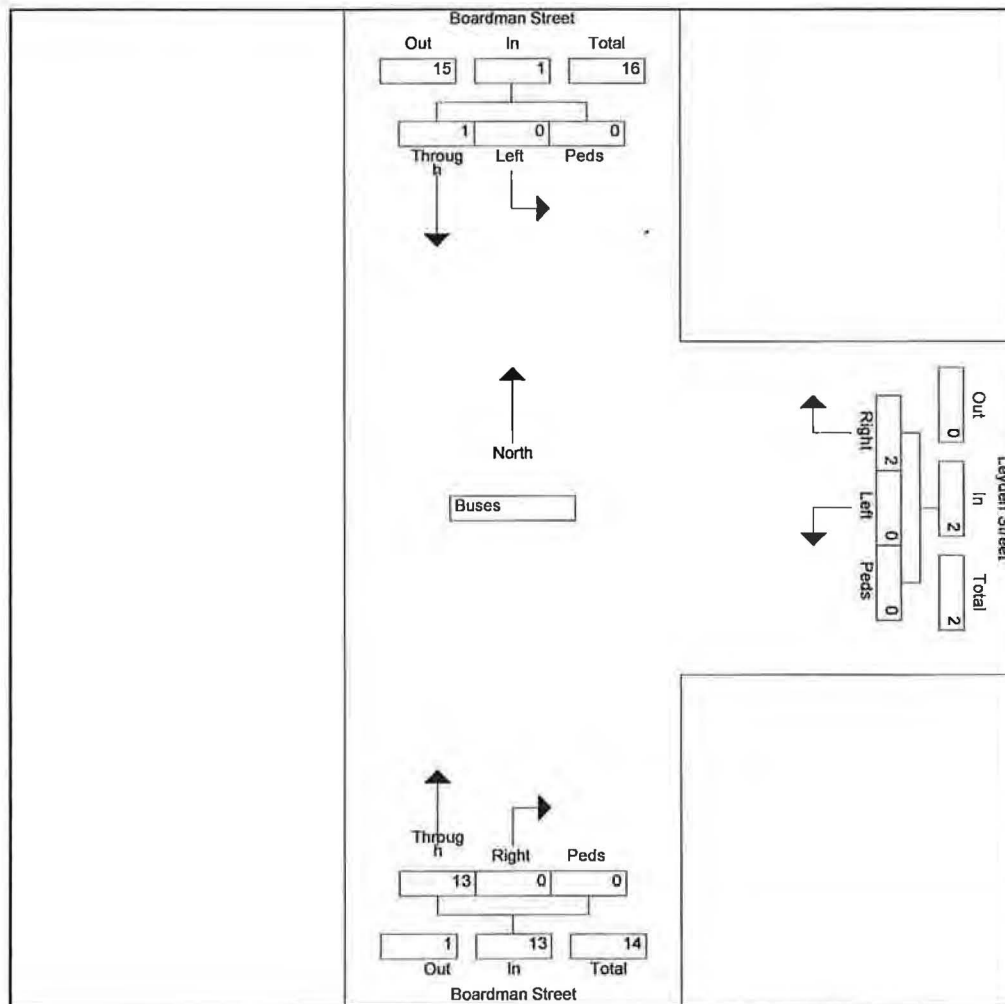 Boardman Street
Out In Total
15 1 16
1 0 0
Throug
h
Left Peds
North
Buses
Out In Total
0 2 2
Right Left Peds
2 0 0
Leyden Street
Throug
h
Right Peds
13 0 0
1 13 14
Out In Total
Boardman Street